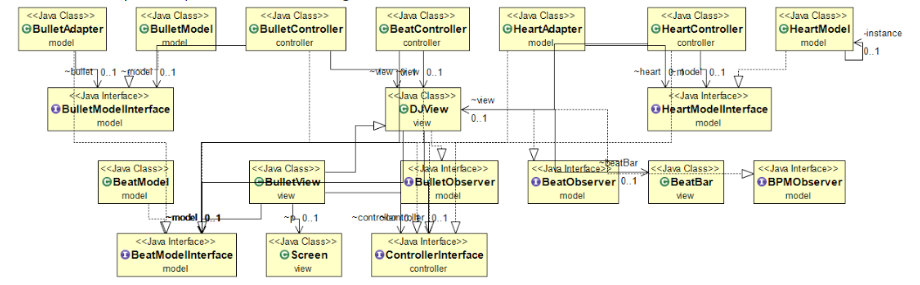 <<Java Class>>
BulletAdapter
model
<<Java Class>>
BulletModel
model
<<Java Class>>
BulletController
controller
<<Java Class>>
BeatController
controller
<<Java Class>>
HeartAdapter
model
<<Java Class>>
HeartController
controller
<<Java Class>>
HeartModel
model
-instance
0..1
~bullet 0..1
~model 0..1
~view 0..1
~heart 0..1
~model 0..1
<<Java Interface>>
BulletModelInterface
model
<<Java Class>>
DJView
view
~view
0..1
<<Java Interface>>
HeartModelInterface
model
<<Java Class>>
BeatModel
model
<<Java Class>>
BulletView
view
<<Java Interface>>
BulletObserver
model
<<Java Interface>>
BeatObserver
model
~beatBar
0..1
<<Java Class>>
BeatBar
view
<<Java Interface>>
BPMObserver
model
~model 0..1
~p 0..1
~controller
0..1
<<Java Interface>>
BeatModelInterface
model
<<Java Class>>
Screen
view
<<Java Interface>>
ControllerInterface
controller